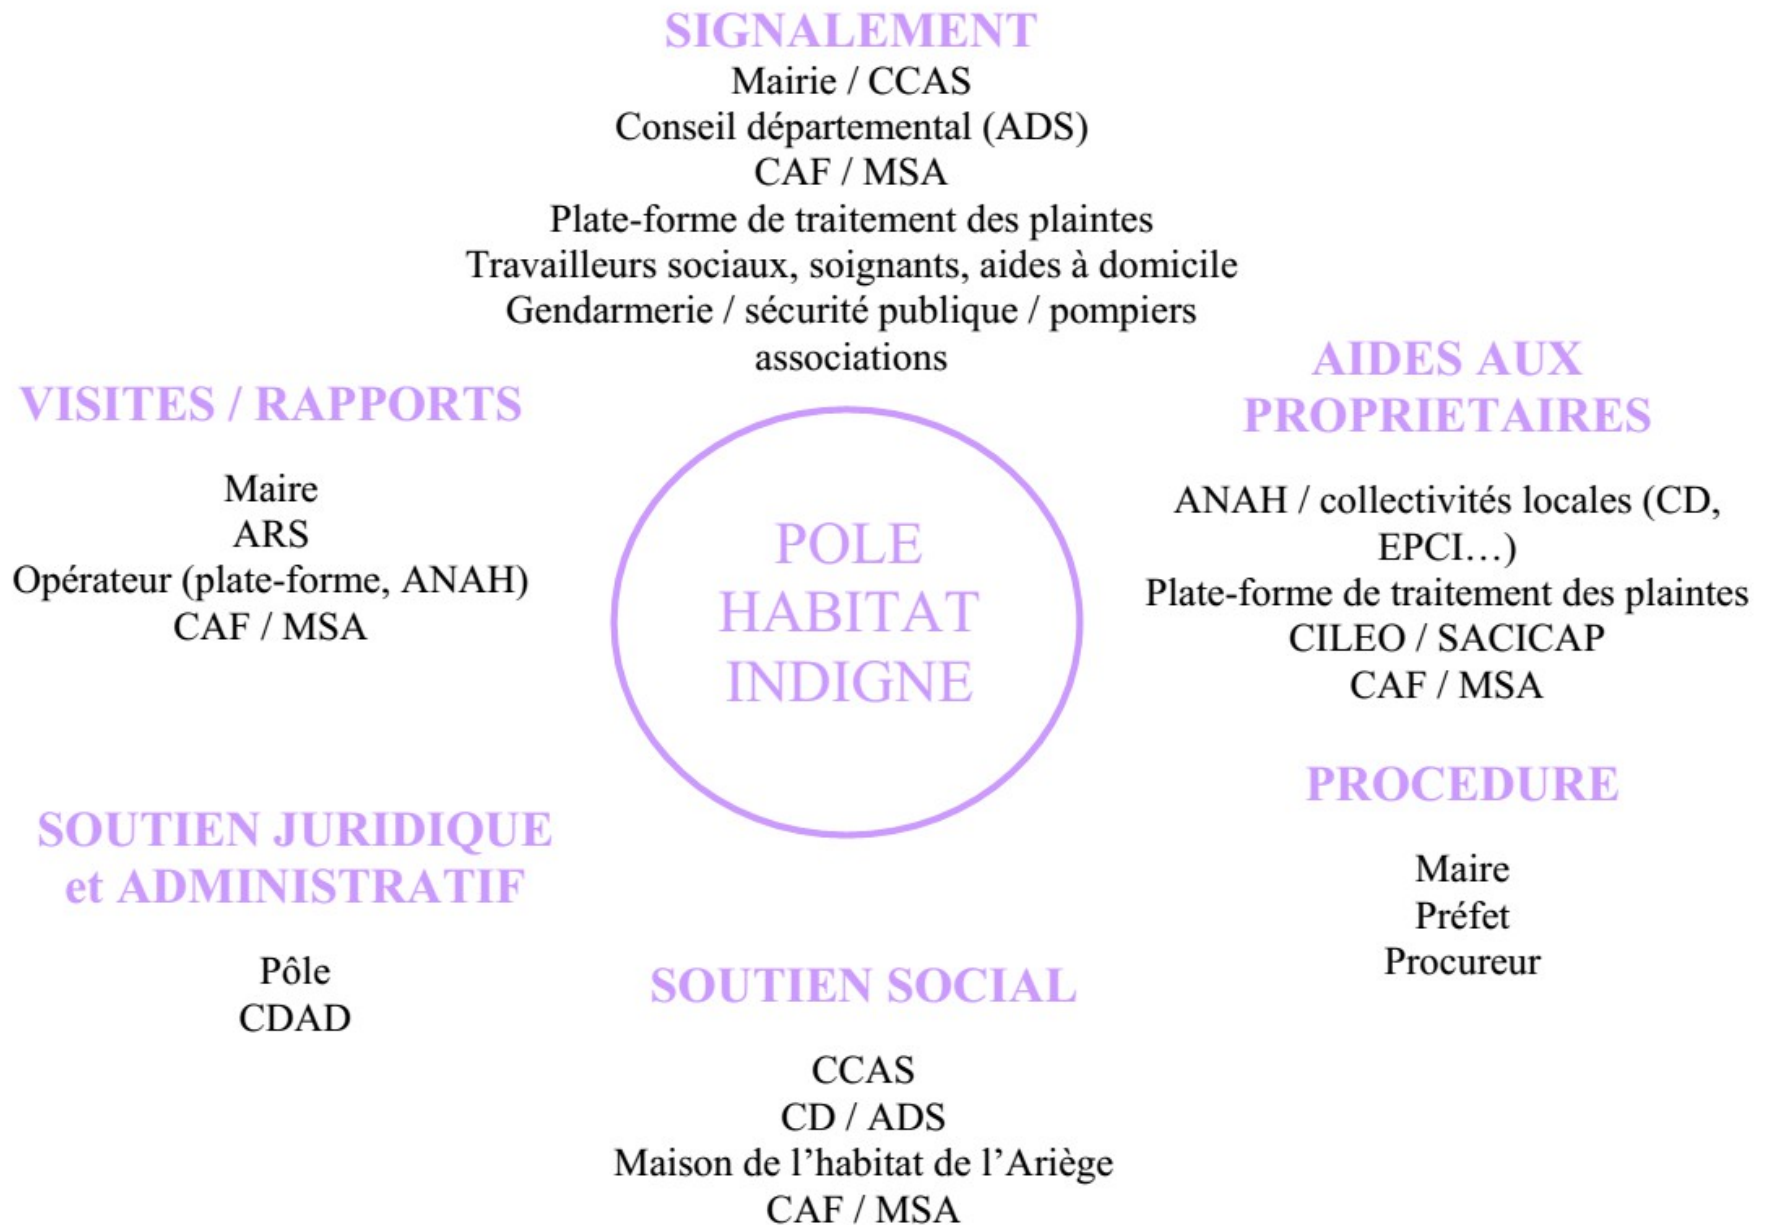 SIGNALEMENT
Mairie / CCAS
Conseil départemental (ADS)
CAF / MSA
Plate-forme de traitement des plaintes
Travailleurs sociaux, soignants, aides à domicile
Gendarmerie / sécurité publique / pompiers
associations
VISITES / RAPPORTS
Maire
ARS
Opérateur (plate-forme, ANAH)
CAF / MSA
POLE
HABITAT
INDIGNE
AIDES AUX
PROPRIETAIRES
ANAH / collectivités locales (CD,
EPCI…)
Plate-forme de traitement des plaintes
CILEO / SACICAP
CAF / MSA
SOUTIEN JURIDIQUE
et ADMINISTRATIF
Pôle
CDAD
SOUTIEN SOCIAL
CCAS
CD / ADS
Maison de l’habitat de l’Ariège
CAF / MSA
PROCEDURE
Maire
Préfet
Procureur